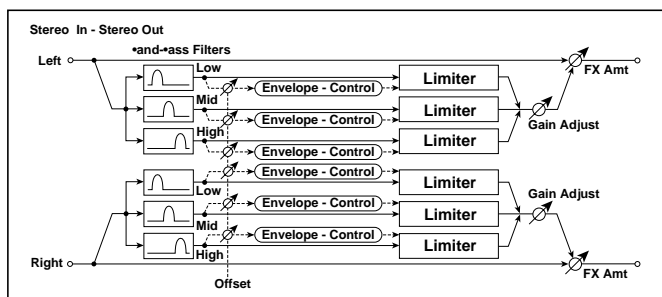 Stereo In - Stereo Out
•and-•ass Filters
Left
Low
Envelope - Control
Limiter
FX Amt
Mid
Envelope - Control
Limiter
High
Envelope - Control
Limiter
Gain Adjust
Envelope - Control
Low
Limiter
Gain Adjust
Envelope - Control
Mid
Limiter
Envelope - Control
High
Limiter
Right
FX Amt
Offset